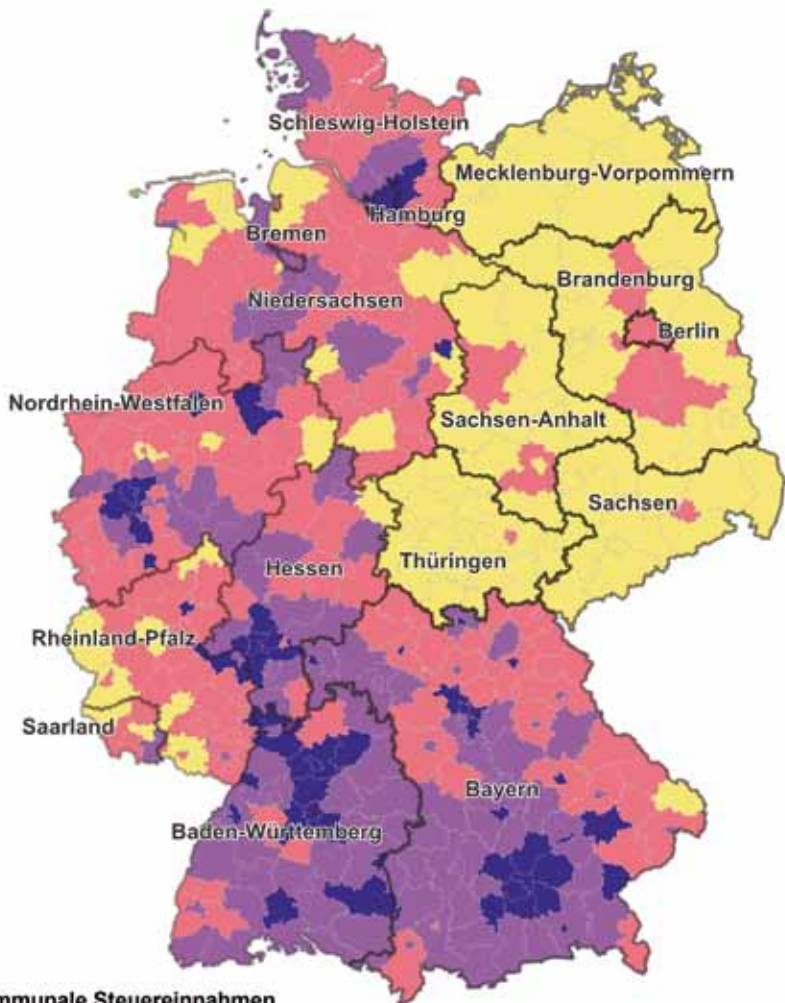 Schleswig-Holstein
Mecklenburg-Vorpommern
Hamburg
Bremen
Brandenburg
Niedersachsen
Berlin
Nordrhein-Westfalen
Sachsen-Anhalt
Sachsen
Thüringen
Hessen
Rheinland-Pfalz
Saarland
Bayern
Baden-Württemberg
Steuereinnahmen